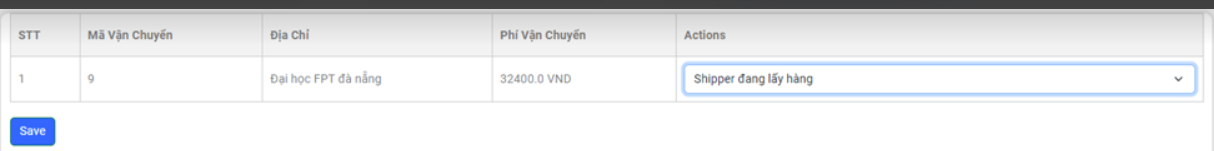 STT Mã Vận Chuyển Địa Chỉ Phí Vận Chuyển Actions
1 9 Đại học FPT đà nẵng 32400.0 VND Shipper đang lấy hàng
Save